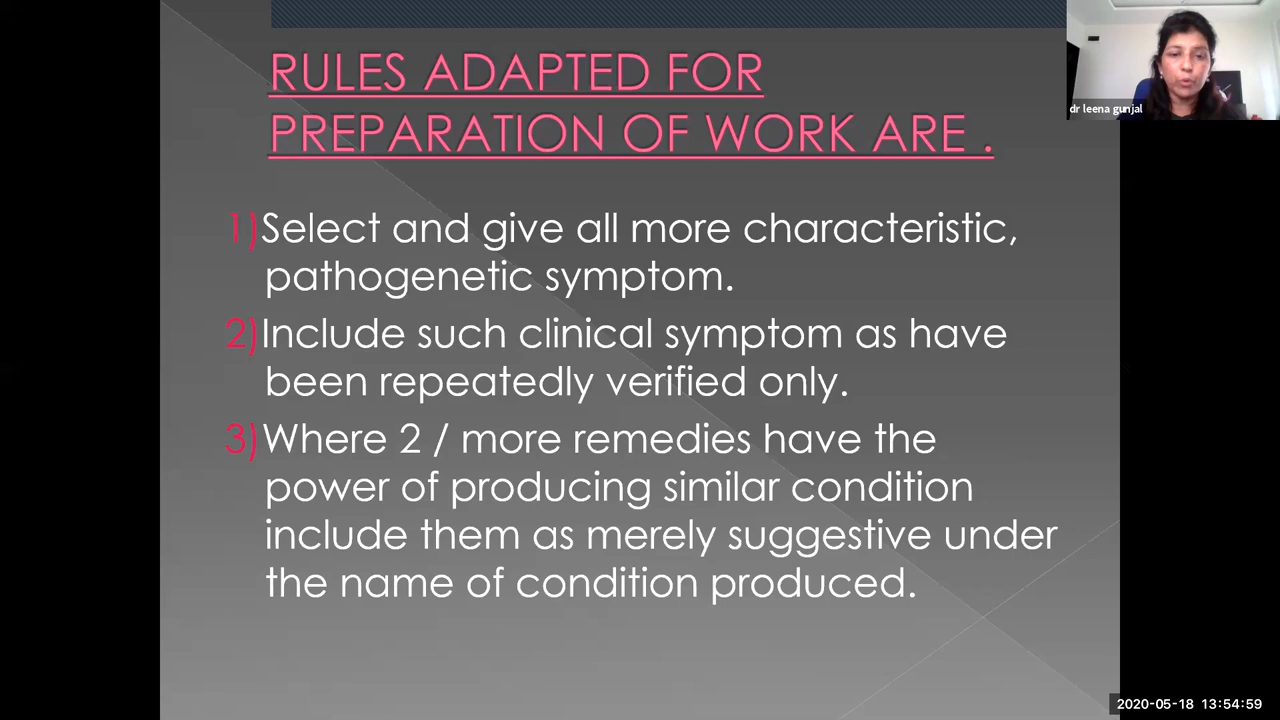 RULES ADAPTED FOR
PREPARATION OF WORK ARE .
dr leena gunjal
1)Select and give all more characteristic,
pathogenetic symptom.
2)Include such clinical symptom as have
been repeatedly verified only.
3)Where 2 / more remedies have the
power of producing similar condition
include them as merely suggestive under
the name of condition produced.
2020-05-18 13:54:59